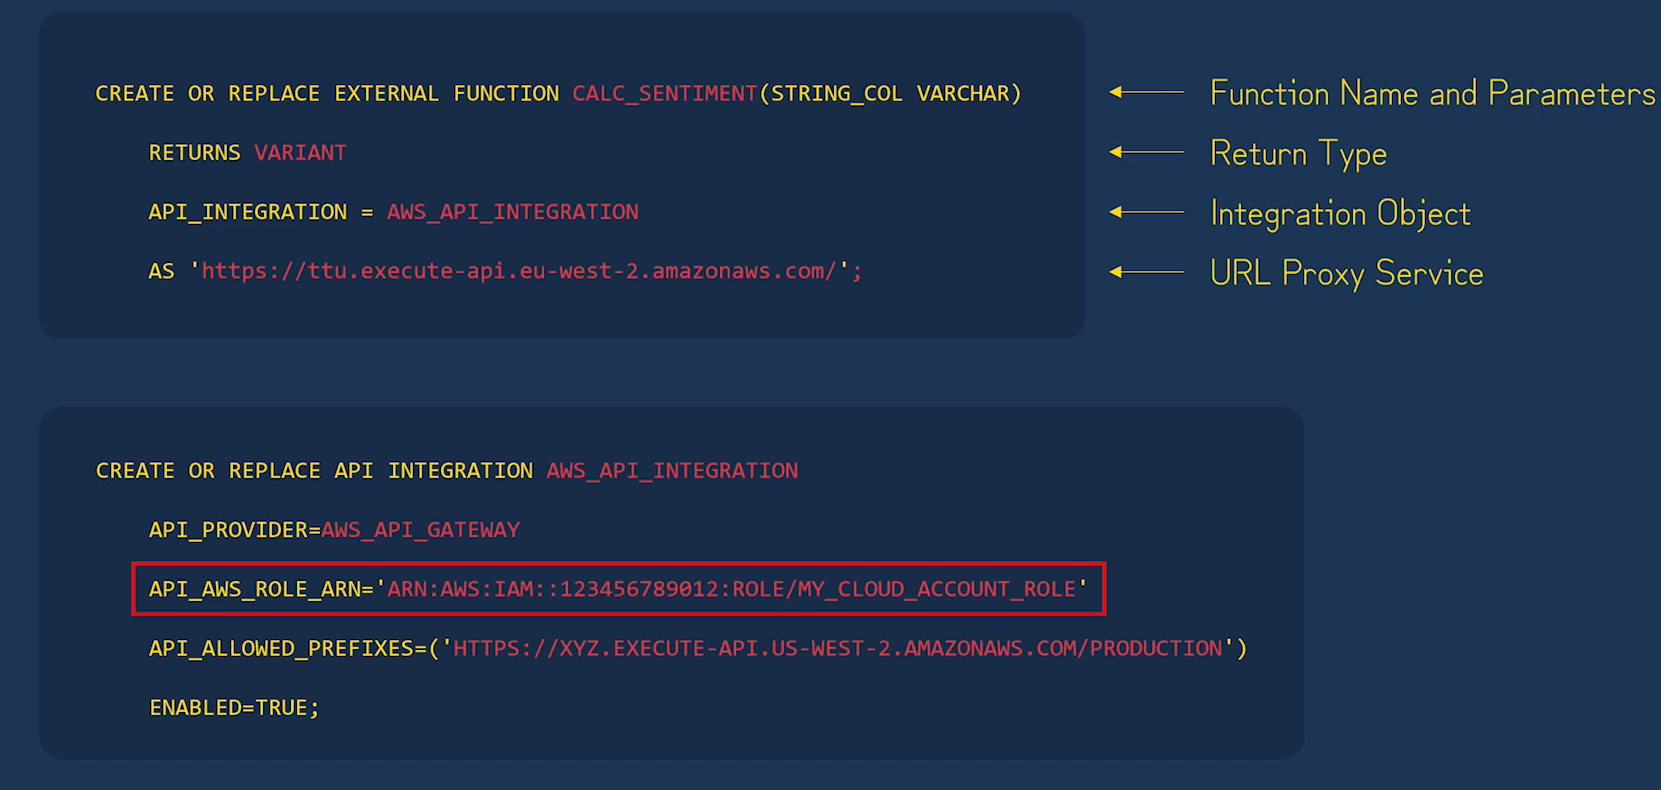 CREATE OR REPLACE EXTERNAL FUNCTION CALC_SENTIMENT(STRING_COL VARCHAR)
Function Name and Parameters
RETURNS VARIANT
Return Type
API_INTEGRATION = AWS_API_INTEGRATION
Integration Object
AS 'https://ttu.execute-api.eu-west-2.amazonaws.com/';
URL Proxy Service
CREATE OR REPLACE API INTEGRATION AWS_API_INTEGRATION
API_PROVIDER=AWS_API_GATEWAY
API_AWS_ROLE_ARN='ARN:AWS:IAM::123456789012:ROLE/MY_CLOUD_ACCOUNT_ROLE'
API_ALLOWED_PREFIXES=('HTTPS://XYZ.EXECUTE-API.US-WEST-2.AMAZONAWS.COM/PRODUCTION')
ENABLED=TRUE;